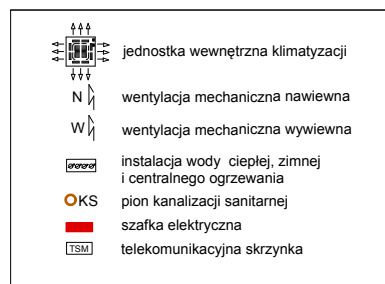 jednostka wewnętrzna klimatyzacji
N wentylacja mechaniczna nawiewna
W wentylacja mechaniczna wywiewna
instalacja wody ciepłej, zimnej
i centralnego ogrzewania
KS pion kanalizacji sanitarnej
szafka elektryczna
TSM telekomunikacyjna skrzynka